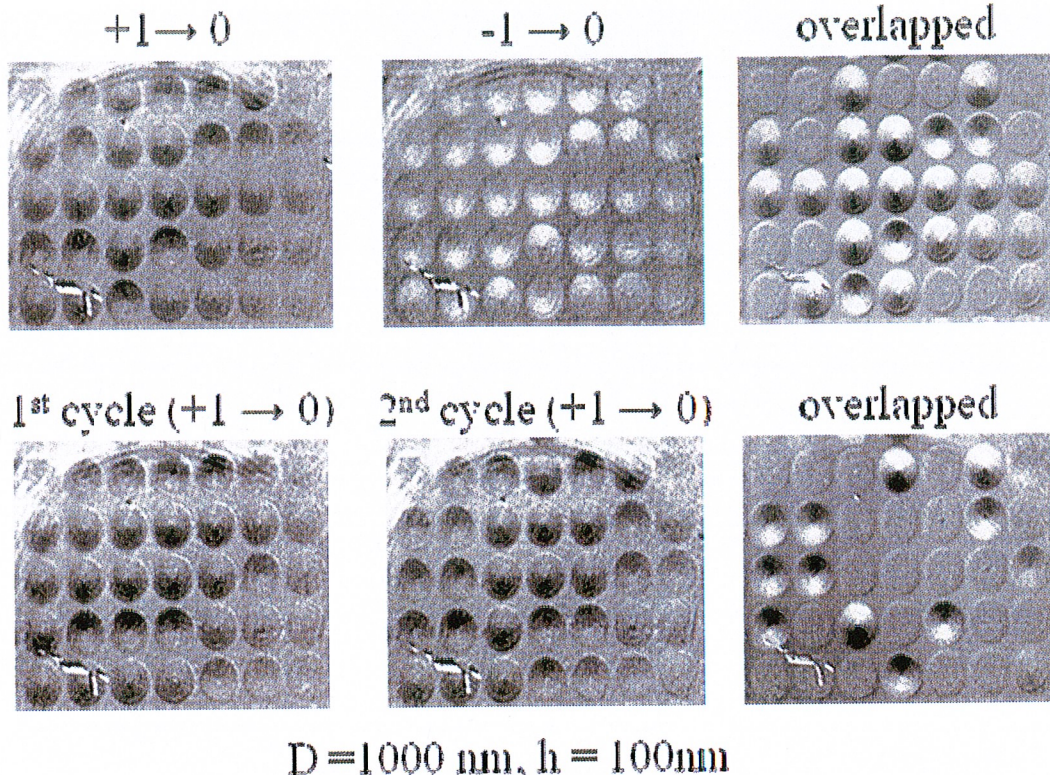 +1 → 0
-1 → 0
overlapped
1st cycle (+1 → 0)
2nd cycle (+1 → 0)
overlapped
D =1000 nm, h = 100nm